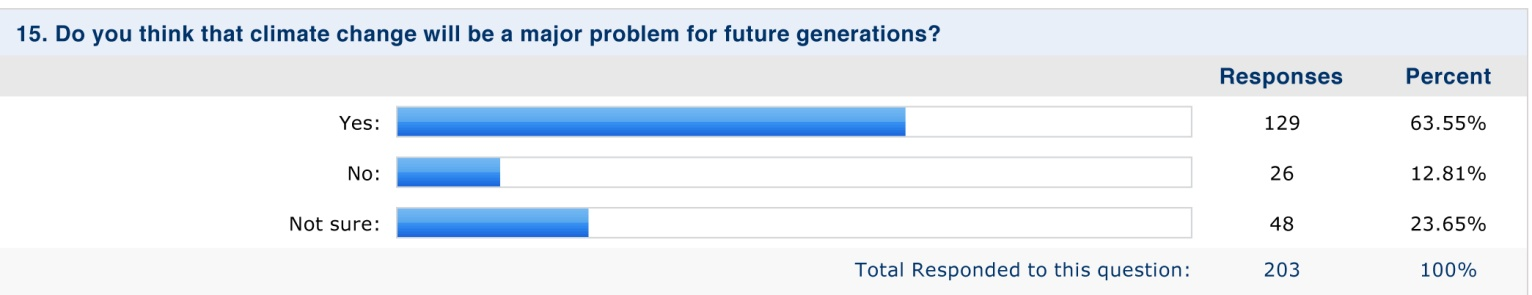 15. Do you think that climate change will be a major problem for future generations?
Responses Percent
Yes: 129 63.55%
No: 26 12.81%
Not sure: 48 23.65%
Total Responded to this question: 203 100%